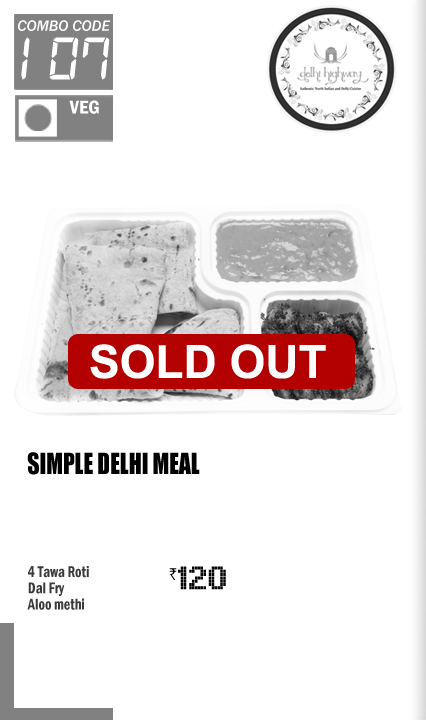 COMBO CODE
107
VEG
delhi highway
Authentic North Indian and Delhi Cuisine
SOLD OUT
SIMPLE DELHI MEAL
4 Tawa Roti
₹120
Dal Fry
Aloo methi